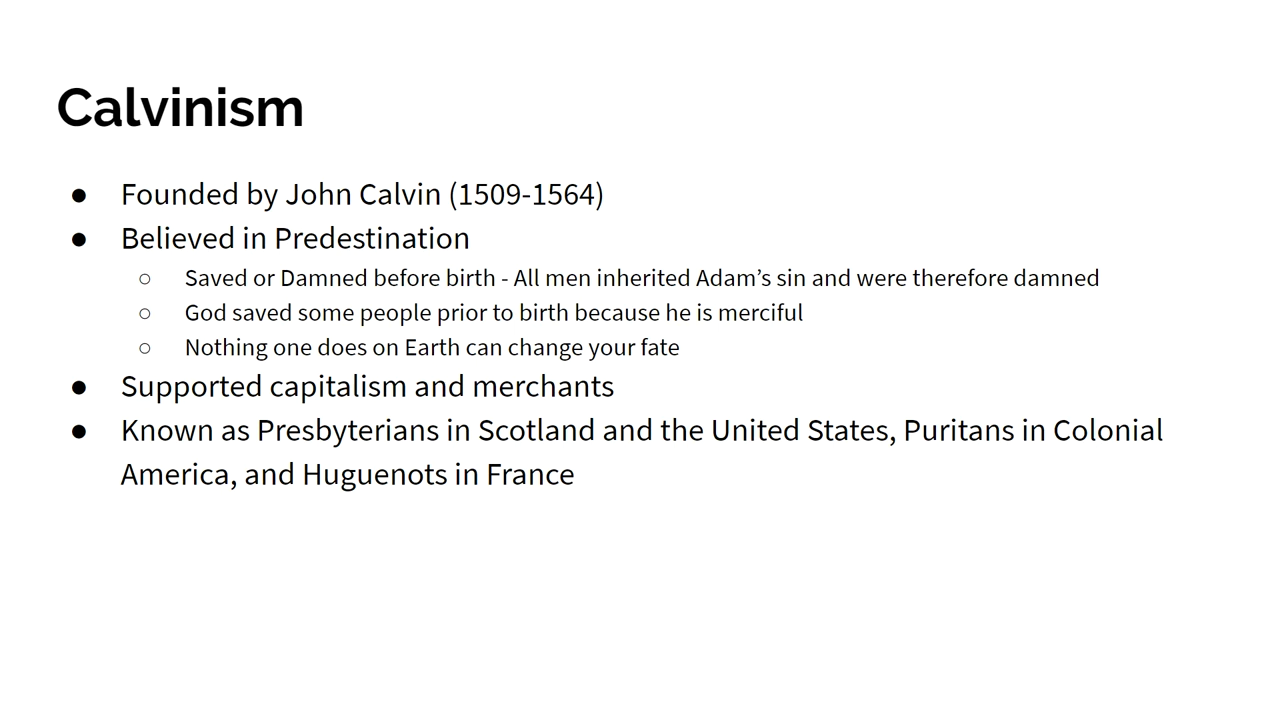 Calvinism
● Founded by John Calvin (1509-1564)
● Believed in Predestination
○ Saved or Damned before birth - All men inherited Adam’s sin and were therefore damned
○ God saved some people prior to birth because he is merciful
○ Nothing one does on Earth can change your fate
● Supported capitalism and merchants
● Known as Presbyterians in Scotland and the United States, Puritans in Colonial
America, and Huguenots in France